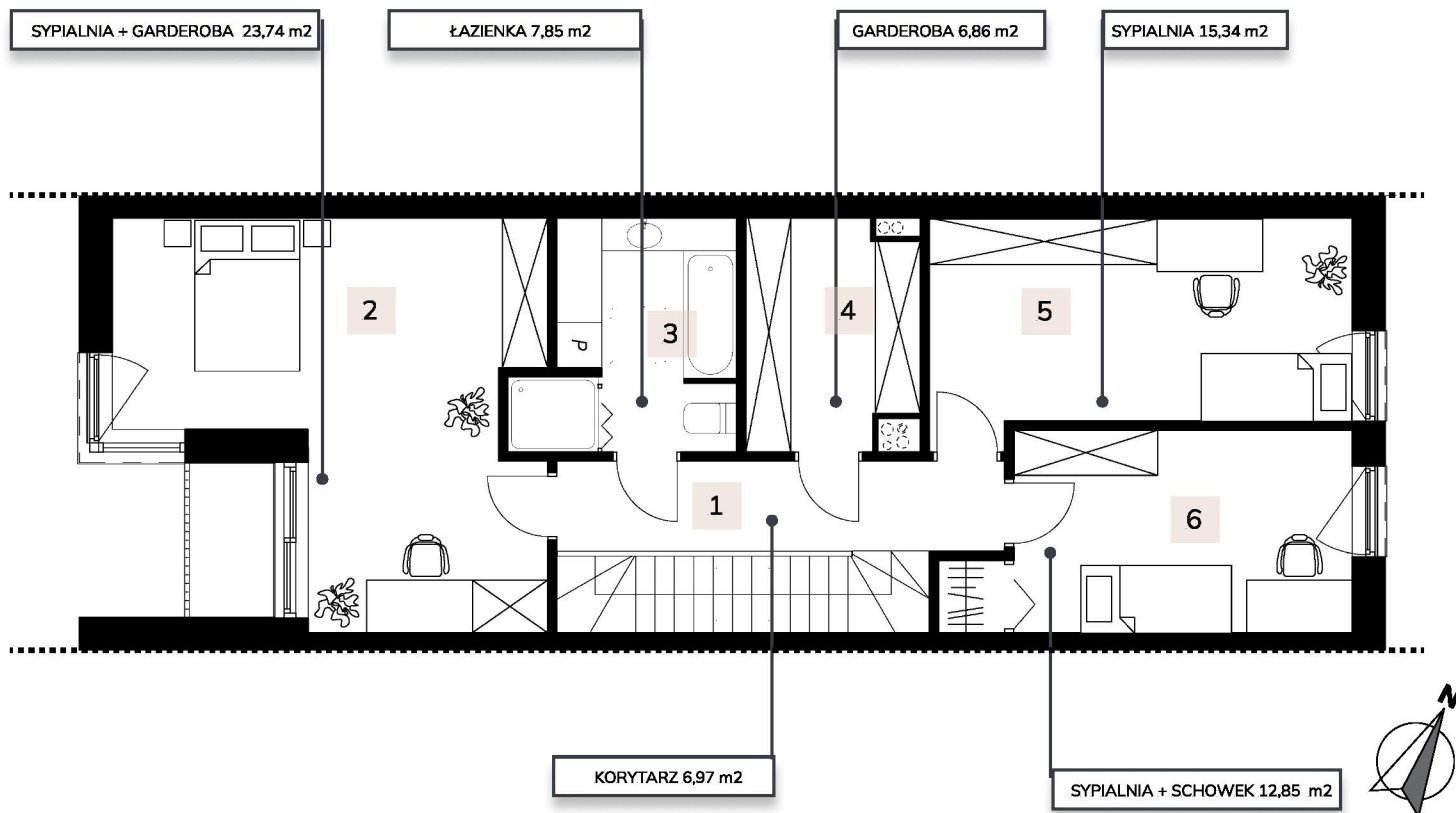 SYPIALNIA + GARDEROBA 23,74 m2
ŁAZIENKA 7,85 m2
GARDEROBA 6,86 m2
SYPIALNIA 15,34 m2
2
3
4
5
P
1
6
KORYTARZ 6,97 m2
SYPIALNIA + SCHOWEK 12,85 m2
N